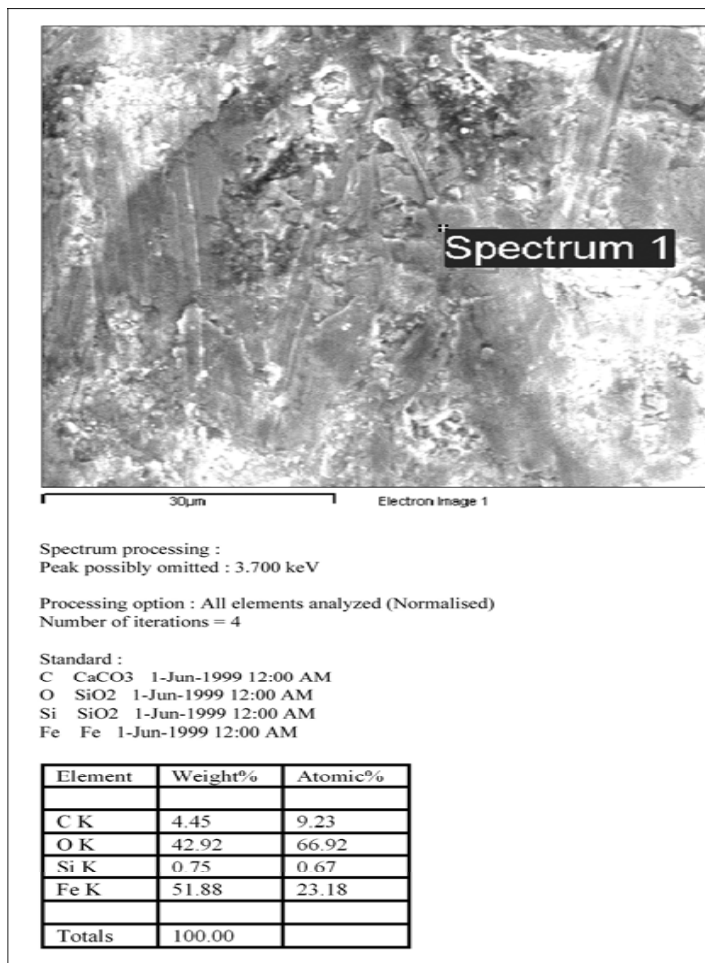 Spectrum 1
30µm Electron Image 1
Spectrum processing :
Peak possibly omitted : 3.700 keV
Processing option : All elements analyzed (Normalised)
Number of iterations = 4
Standard :
C CaCO3 1-Jun-1999 12:00 AM
O SiO2 1-Jun-1999 12:00 AM
Si SiO2 1-Jun-1999 12:00 AM
Fe Fe 1-Jun-1999 12:00 AM
Element Weight% Atomic%
C K 4.45 9.23
O K 42.92 66.92
Si K 0.75 0.67
Fe K 51.88 23.18
Totals 100.00